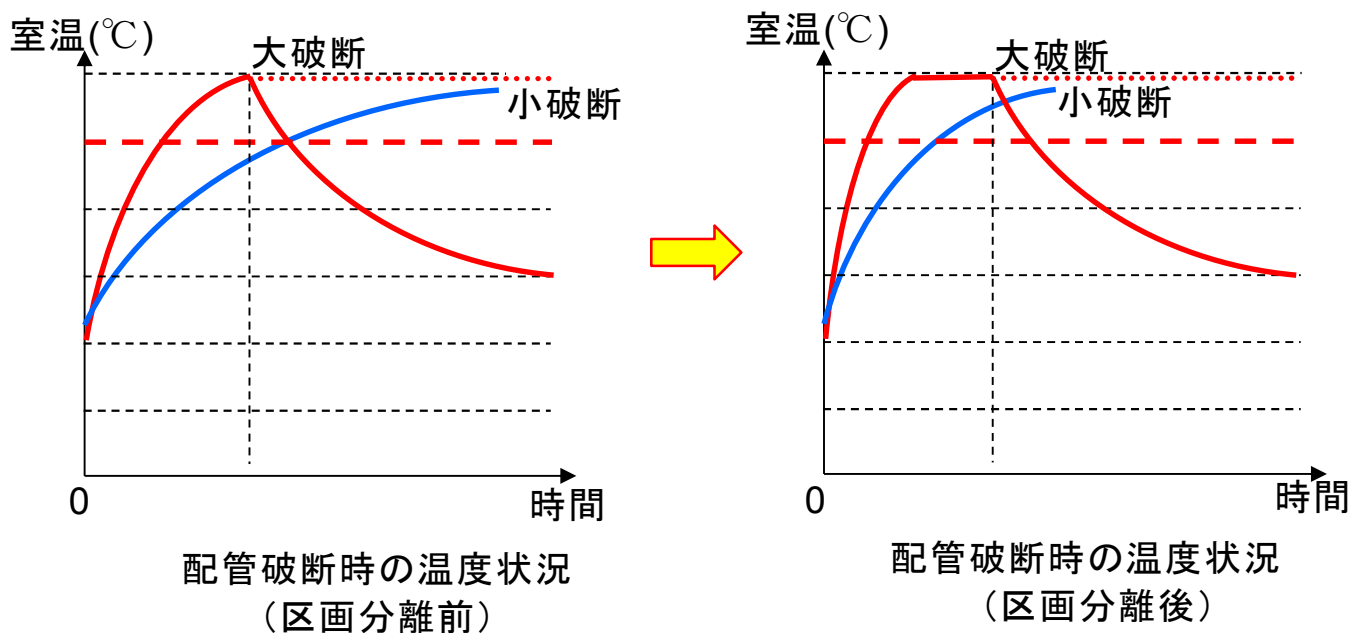 室温(℃)
大破断
小破断
0
時間
配管破断時の温度状況
（区画分離前）
室温(℃)
大破断
小破断
0
時間
配管破断時の温度状況
（区画分離後）